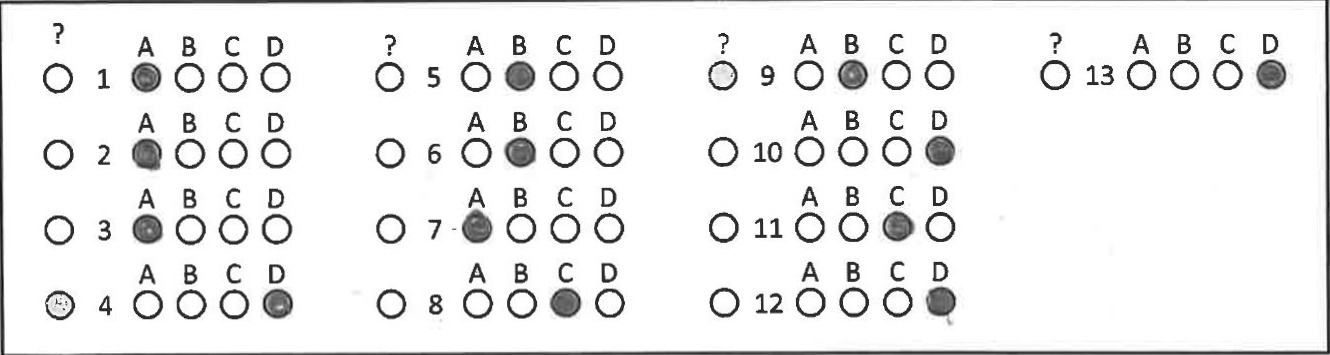 ? A B C D ? A B C D ? A B C D ? A B C D
1 5 9 13
A B C D A B C D A B C D
2 6 10
A B C D A B C D A B C D
3 7 11
A B C D A B C D A B C D
4 8 12